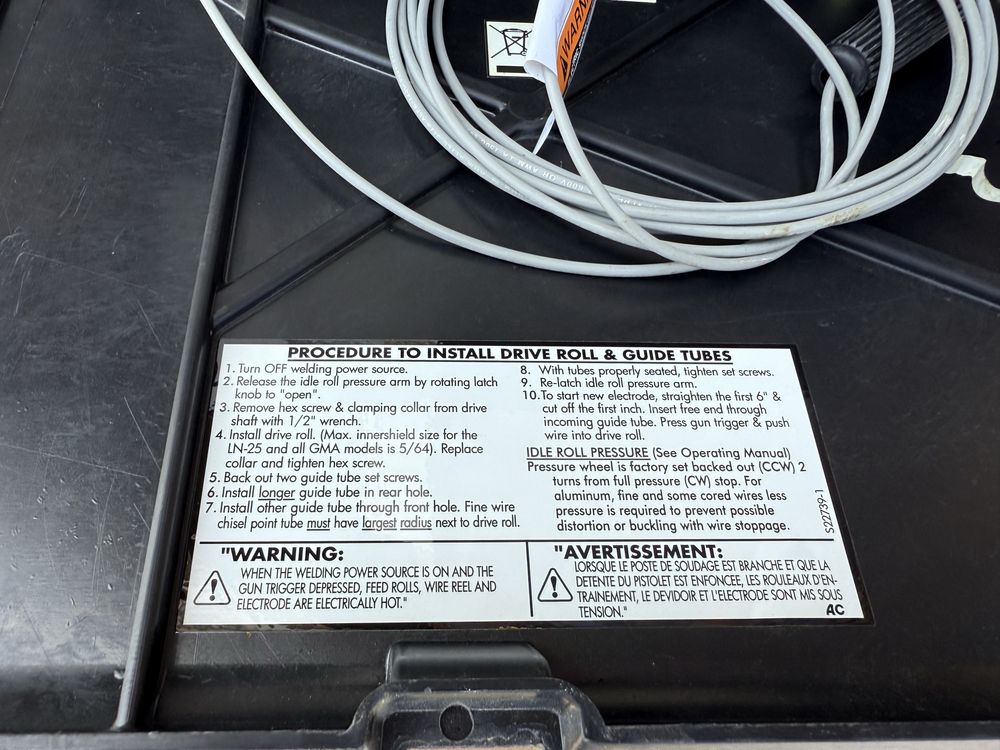 WARN
600V OR AWM
PROCEDURE TO INSTALL DRIVE ROLL & GUIDE TUBES
1. Turn OFF welding power source.
2. Release the idle roll pressure arm by rotating latch
knob to "open".
3. Remove hex screw & clamping collar from drive
shaft with 1/2" wrench.
4. Install drive roll. (Max. innershield size for the
LN-25 and all GMA models is 5/64). Replace
collar and tighten hex screw.
5. Back out two guide tube set screws.
6. Install longer guide tube in rear hole.
7. Install other guide tube through front hole. Fine wire
chisel point tube must have largest radius next to drive roll.
8. With tubes properly seated, tighten set screws.
9. Re-latch idle roll pressure arm.
10. To start new electrode, straighten the first 6" &
cut off the first inch. Insert free end through
incoming guide tube. Press gun trigger & push
wire into drive roll.
IDLE ROLL PRESSURE (See Operating Manual)
Pressure wheel is factory set backed out (CCW) 2
turns from full pressure (CW) stop. For
aluminum, fine and some cored wires less
pressure is required to prevent possible
distortion or buckling with wire stoppage.
S22739-1
"WARNING:
WHEN THE WELDING POWER SOURCE IS ON AND THE
GUN TRIGGER DEPRESSED, FEED ROLLS, WIRE REEL AND
ELECTRODE ARE ELECTRICALLY HOT."
"AVERTISSEMENT:
LORSQUE LE POSTE DE SOUDAGE EST BRANCHE ET QUE LA
DETENTE DU PISTOLET EST ENFONCEE, LES ROULEAUX D'EN-
TRAINEMENT, LE DEVIDOIR ET L'ELECTRODE SONT MIS SOUS
TENSION."
AC